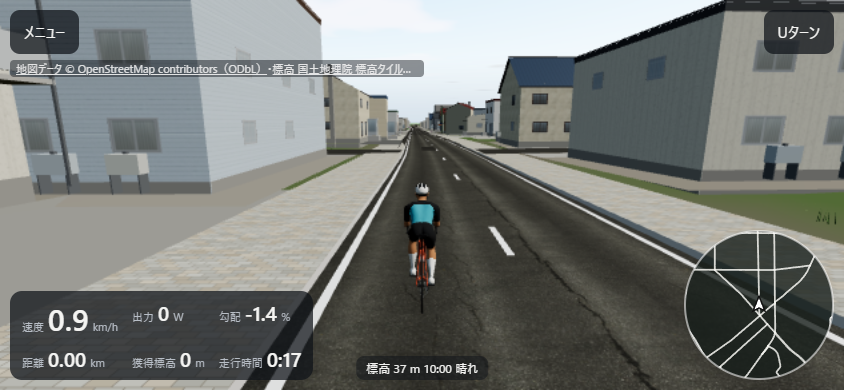 メニュー
Uターン
地図データ © OpenStreetMap contributors（ODbL）・標高 国土地理院 標高タイル...
速度 0.9 km/h 出力 0 W 勾配 -1.4 %
距離 0.00 km 獲得標高 0 m 走行時間 0:17
標高 37 m 10:00 晴れ